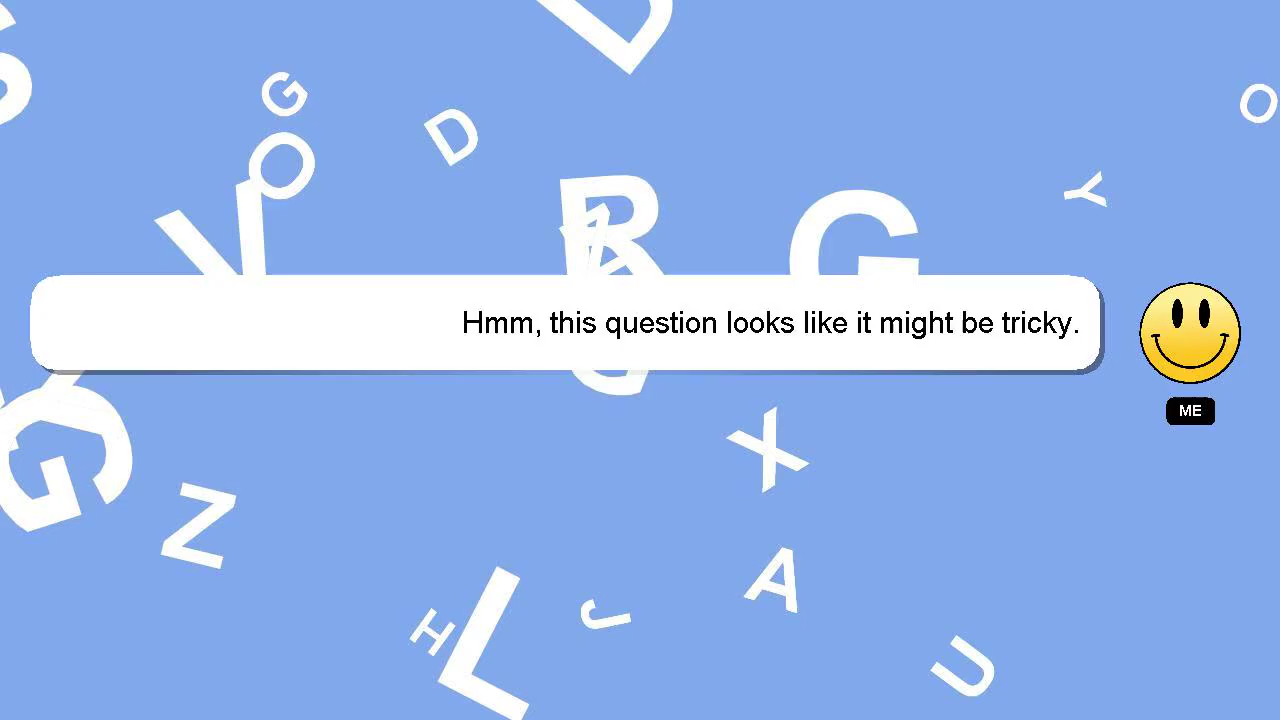 D
S
G
D
O
O
Y
V
R
G
Hmm, this question looks like it might be tricky.
ME
G
X
Z
A
H
L
J
U